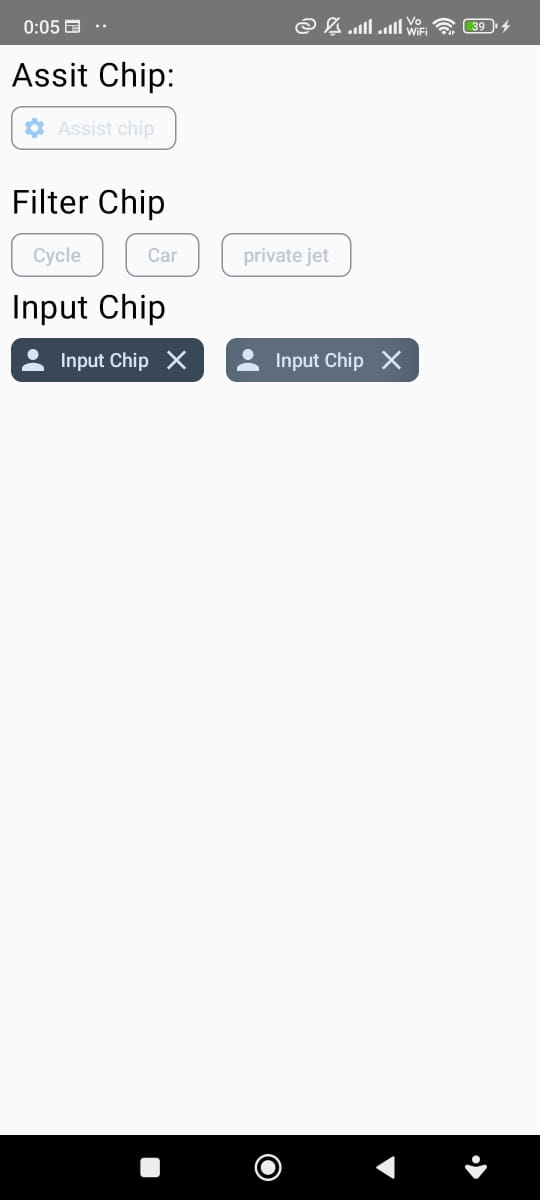 0:05 Vo WiFi 39
Assit Chip:
Assist chip
Filter Chip
Cycle Car private jet
Input Chip
Input Chip Input Chip